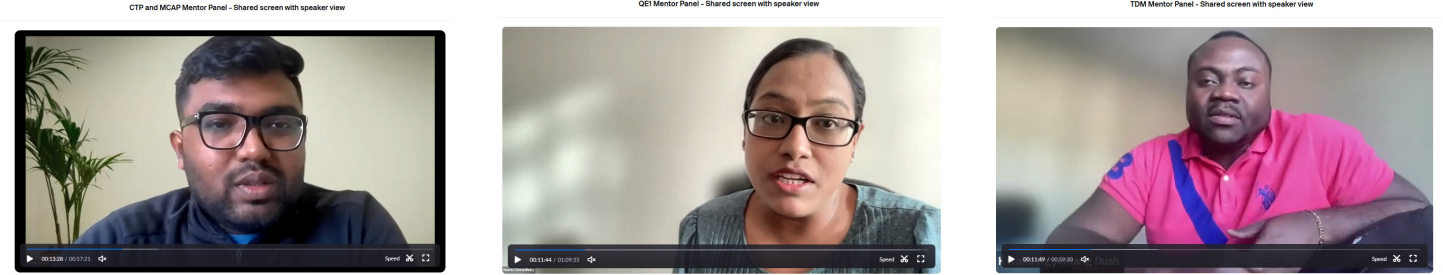 CTP and MCAP Mentor Panel - Shared screen with speaker view
00:13:28 / 00:57:21
Speed
QE1 Mentor Panel - Shared screen with speaker view
00:11:44 / 01:09:35
Speed
TDM Mentor Panel - Shared screen with speaker view
Duah
00:11:49 / 00:59:30
Speed